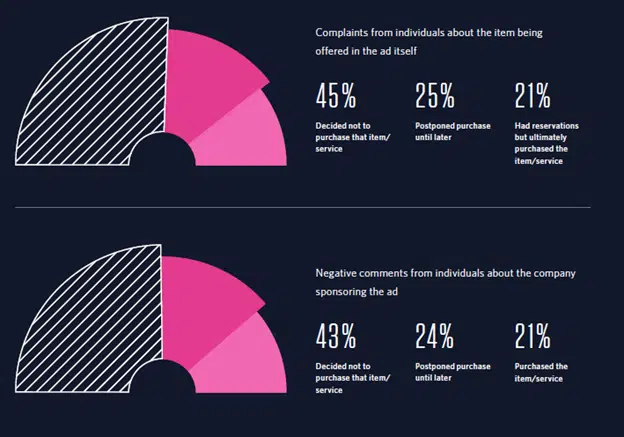 Complaints from individuals about the item being
offered in the ad itself
45%
25%
21%
Decided not to
purchase that item/
service
Postponed purchase
until later
Had reservations
but ultimately
purchased the
item/service
Negative comments from individuals about the company
sponsoring the ad
43%
24%
21%
Decided not to
purchase that item/
service
Postponed purchase
until later
Purchased the
item/service